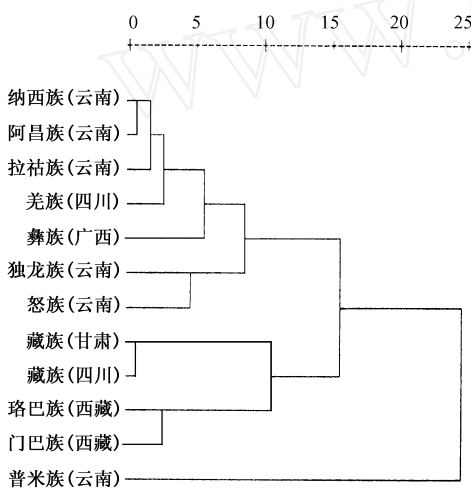 0 5 10 15 20 25
纳西族(云南)
阿昌族(云南)
拉祜族(云南)
羌族(四川)
彝族(广西)
独龙族(云南)
怒族(云南)
藏族(甘肃)
藏族(四川)
珞巴族(西藏)
门巴族(西藏)
普米族(云南)
WWW.